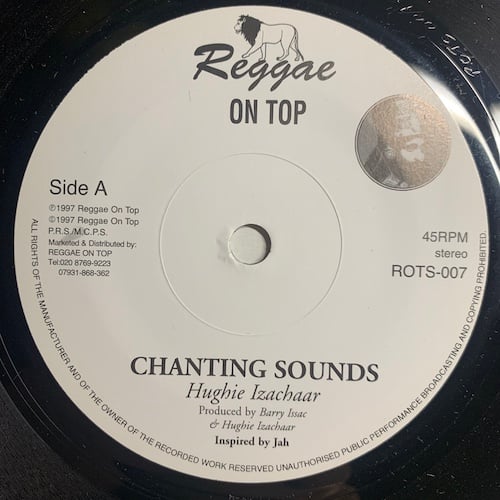 Reggae
ON TOP
Side A
℗1997 Reggae On Top
©1997 Reggae On Top
P.R.S./M.C.P.S.
Marketed & Distributed by:
REGGAE ON TOP
Tel:020 8769-9223
07931-868-362
45RPM
stereo
ROTS-007
CHANTING SOUNDS
Hughie Izachaar
Produced by Barry Issac
& Hughie Izachaar
Inspired by Jah
ALL RIGHTS OF THE MANUFACTURER AND OF THE OWNER OF THE RECORDED WORK RESERVED UNAUTHORISED PUBLIC PERFORMANCE BROADCASTING AND COPYING PROHIBITED.